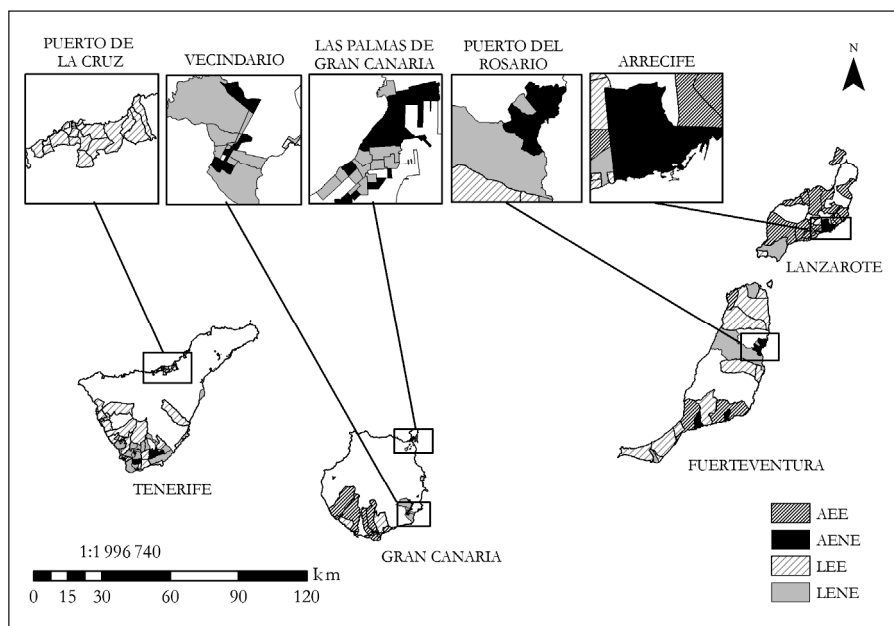 PUERTO DE
LA CRUZ
VECINDARIO
LAS PALMAS DE
GRAN CANARIA
PUERTO DEL
ROSARIO
ARRECIFE
N
LANZAROTE
FUERTEVENTURA
TENERIFE
GRAN CANARIA
AEE
AENE
LEE
LENE
1:1 996 740
km
0 15 30 60 90 120